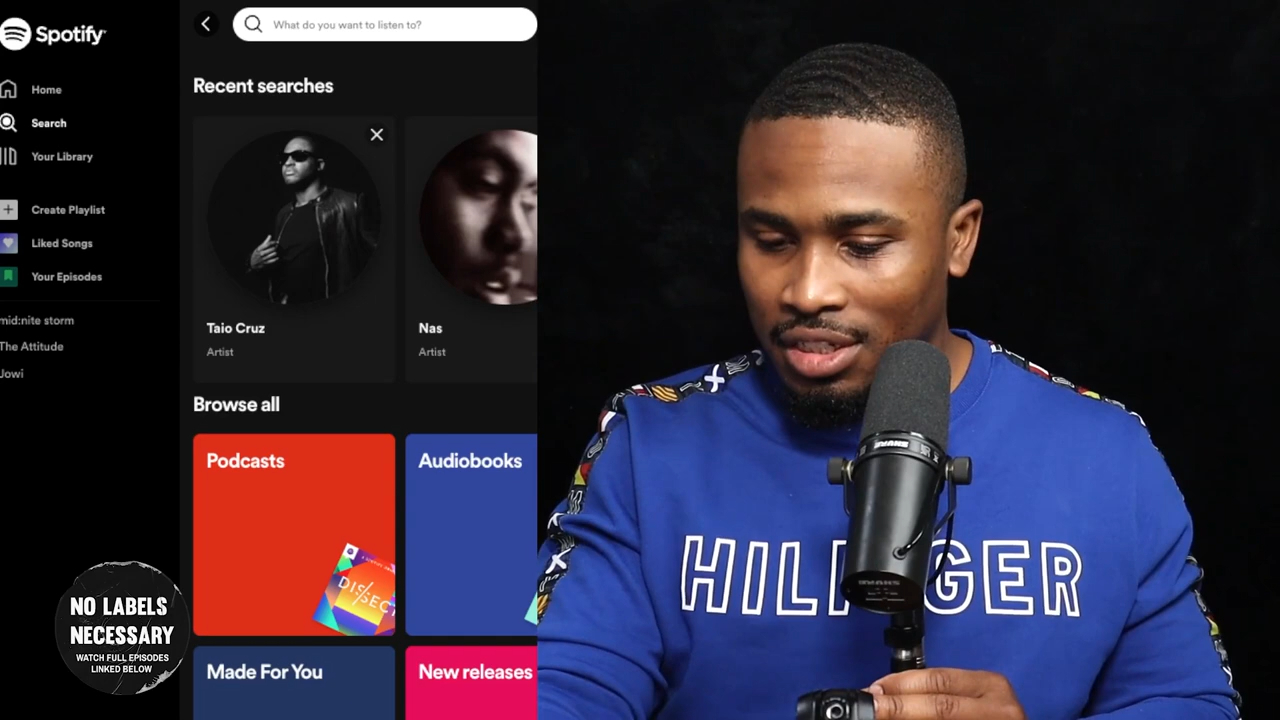 Spotify
Home
Search
Your Library
Create Playlist
Liked Songs
Your Episodes
mid:nite storm
The Attitude
Jowi
What do you want to listen to?
Recent searches
Taio Cruz
Artist
Nas
Artist
Browse all
Podcasts
DISSECT
Audiobooks
Made For You
New releases
NO LABELS
NECESSARY
WATCH FULL EPISODES
LINKED BELOW
HILFIGER
SHURE